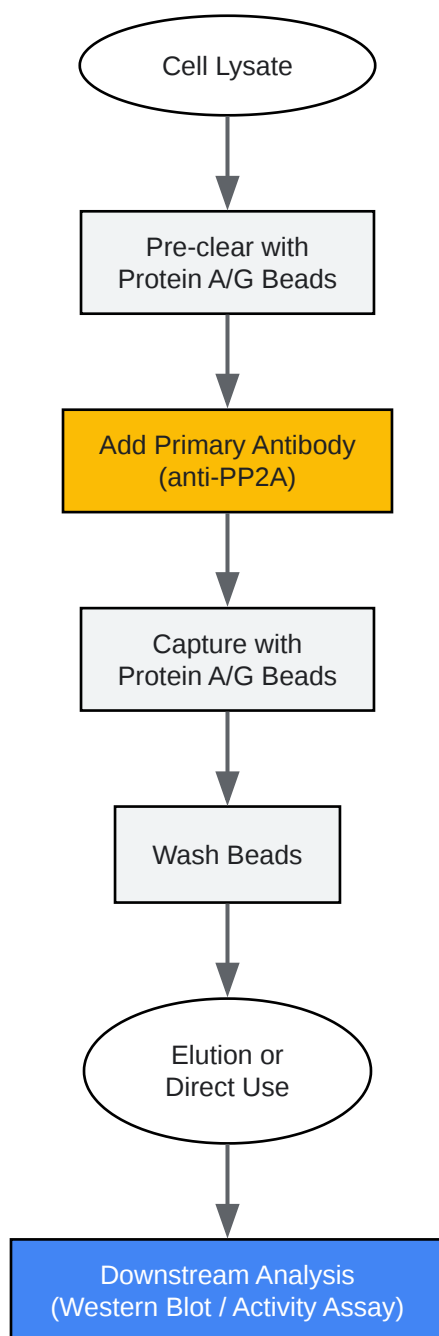 Cell Lysate
Pre-clear with
Protein A/G Beads
Add Primary Antibody
(anti-PP2A)
Capture with
Protein A/G Beads
Wash Beads
Elution or
Direct Use
Downstream Analysis
(Western Blot / Activity Assay)